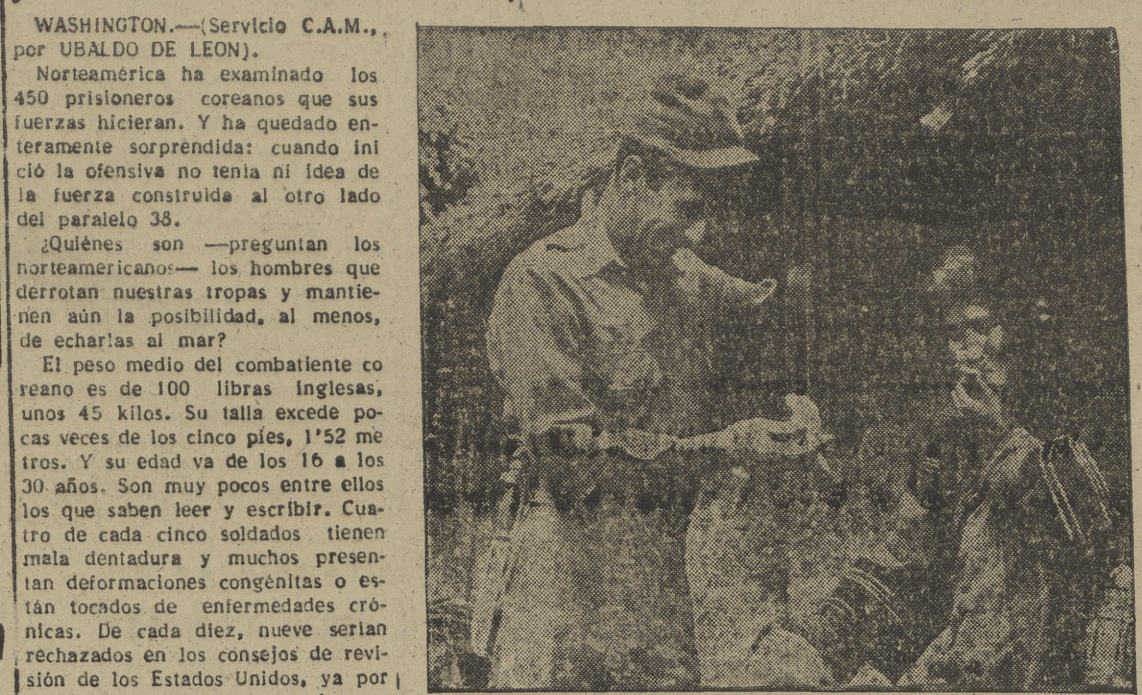 WASHINGTON.—(Servicio C.A.M.,
por UBALDO DE LEON).
Norteamérica ha examinado los
450 prisioneros coreanos que sus
fuerzas hicieran. Y ha quedado en-
teramente sorprendida: cuando ini
ció la ofensiva no tenía ni idea de
la fuerza construida al otro lado
del paralelo 38.
¿Quiénes son —preguntan los
norteamericanos— los hombres que
derrotan nuestras tropas y mantie-
nen aún la posibilidad, al menos,
de echarlas al mar?
El peso medio del combatiente co
reano es de 100 libras inglesas,
unos 45 kilos. Su talla excede po-
cas veces de los cinco pies, 1'52 me
tros. Y su edad va de los 16 a los
30 años. Son muy pocos entre ellos
los que saben leer y escribir. Cua-
tro de cada cinco soldados tienen
mala dentadura y muchos presen-
tan deformaciones congénitas o es-
tán tocados de enfermedades cró-
nicas. De cada diez, nueve serían
rechazados en los consejos de revi-
sión de los Estados Unidos, ya por